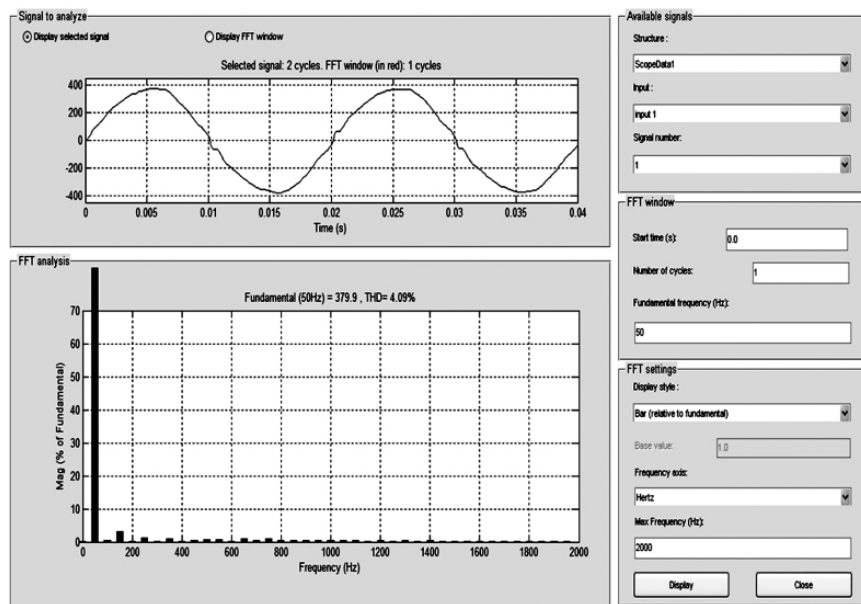 Signal to analyze
Display selected signal
Display FFT window
Selected signal: 2 cycles. FFT window (in red): 1 cycles
400
200
0
-200
-400
0 0.005 0.01 0.015 0.02 0.025 0.03 0.035 0.04
Time (s)
FFT analysis
Fundamental (50Hz) = 379.9 , THD= 4.09%
Mag (% of Fundamental)
70
60
50
40
30
20
10
0
0 200 400 600 800 1000 1200 1400 1600 1800 2000
Frequency (Hz)
Available signals
Structure :
ScopeData1
Input :
input 1
Signal number:
1
FFT window
Start time (s):
0.0
Number of cycles:
1
Fundamental frequency (Hz):
50
FFT settings
Display style :
Bar (relative to fundamental)
Base value:
1.0
Frequency axis:
Hertz
Max Frequency (Hz):
2000
Display
Close